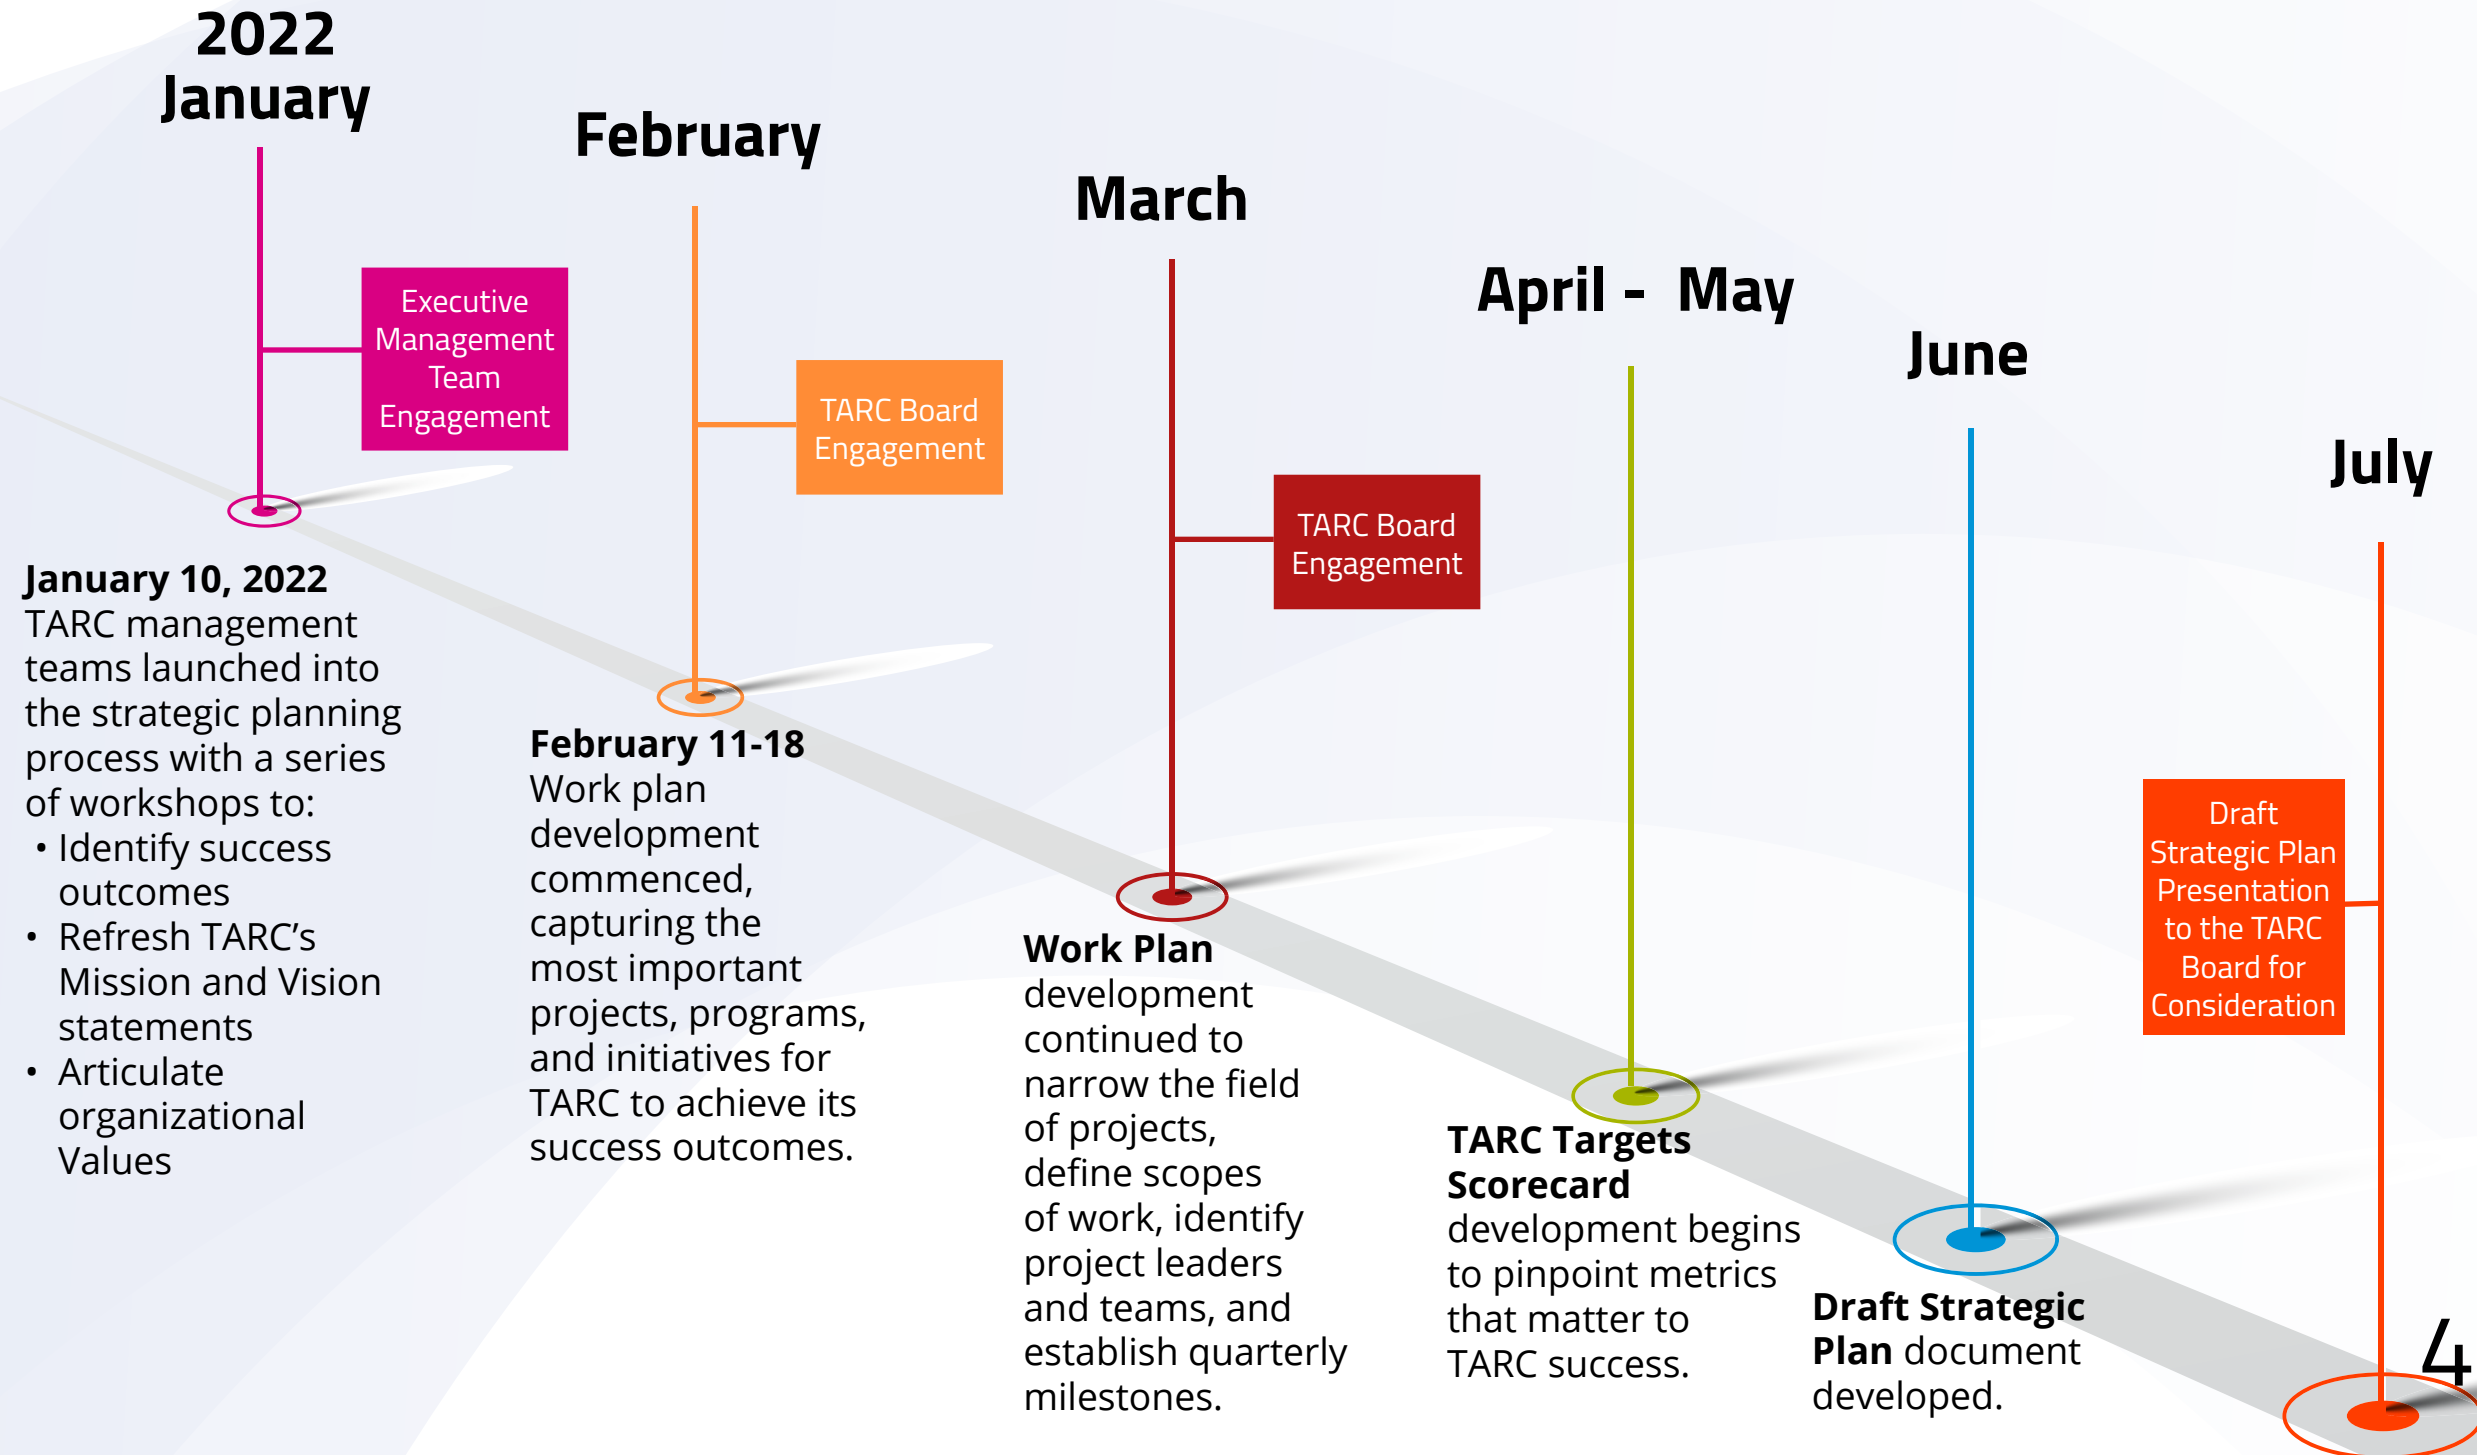 2022
January
Executive
Management
Team
Engagement
January 10, 2022
TARC management
teams launched into
the strategic planning
process with a series
of workshops to:
• Identify success
outcomes
• Refresh TARC’s
Mission and Vision
statements
• Articulate
organizational
Values
February
TARC Board
Engagement
February 11-18
Work plan
development
commenced,
capturing the
most important
projects, programs,
and initiatives for
TARC to achieve its
success outcomes.
March
TARC Board
Engagement
Work Plan
development
continued to
narrow the field
of projects,
define scopes
of work, identify
project leaders
and teams, and
establish quarterly
milestones.
April - May
TARC Targets
Scorecard
development begins
to pinpoint metrics
that matter to
TARC success.
June
Draft Strategic
Plan document
developed.
July
Draft
Strategic Plan
Presentation
to the TARC
Board for
Consideration
4